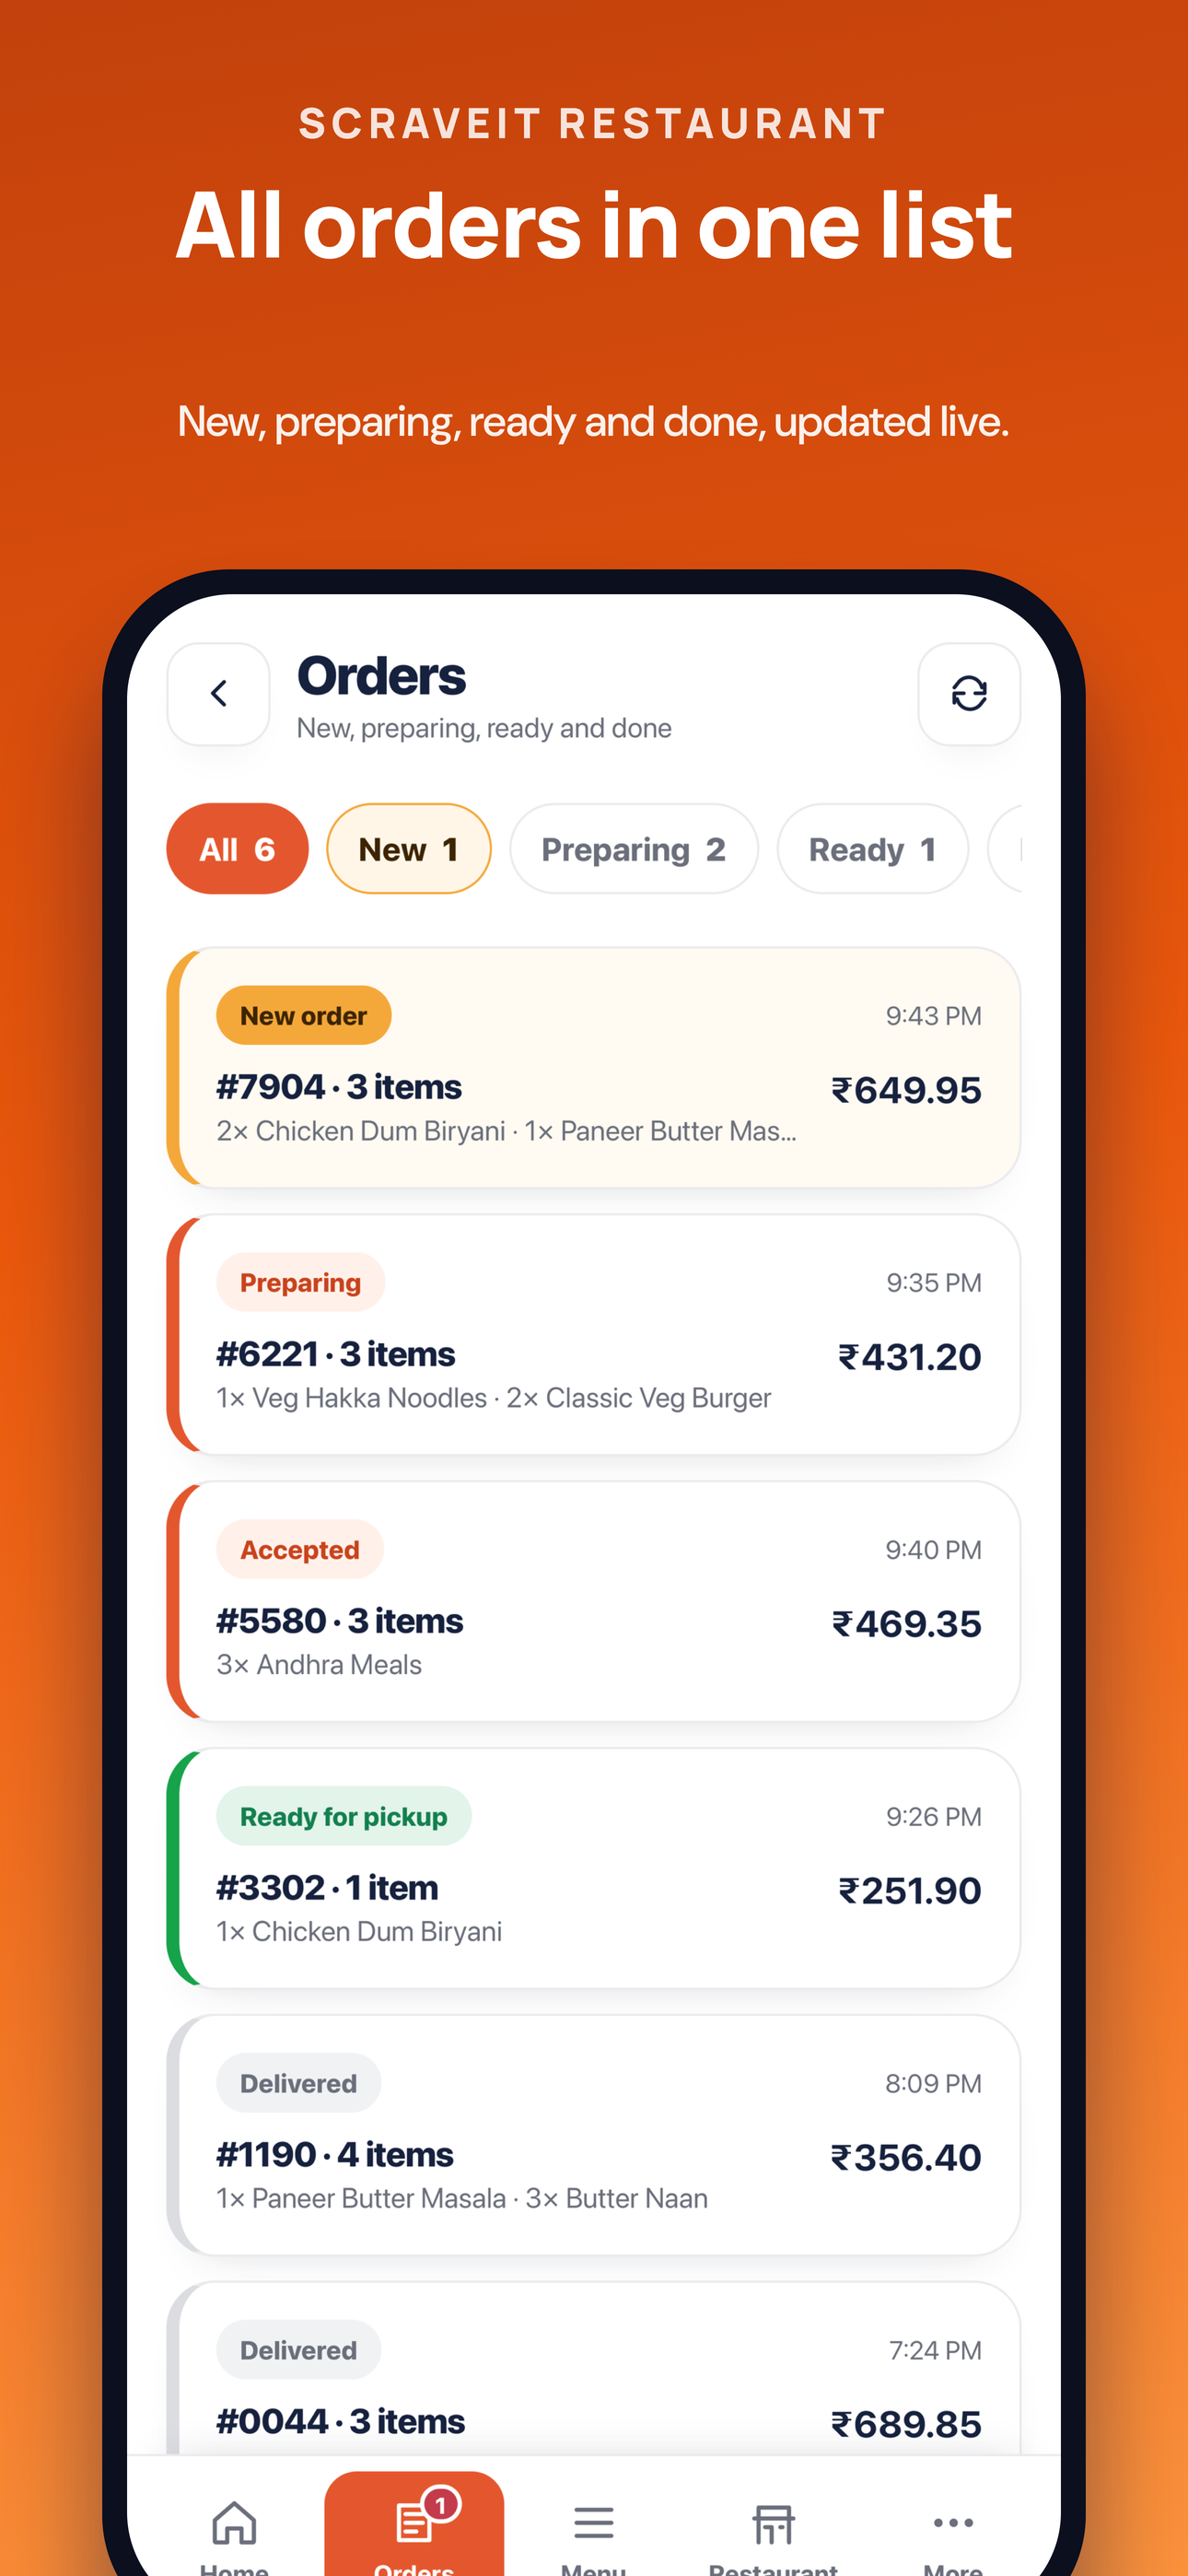 SCRAVEIT RESTAURANT
All orders in one list
New, preparing, ready and done, updated live.
Orders
New, preparing, ready and done
All 6
New 1
Preparing 2
Ready 1
New order
9:43 PM
#7904 · 3 items
₹649.95
2× Chicken Dum Biryani · 1× Paneer Butter Mas...
Preparing
9:35 PM
#6221 · 3 items
₹431.20
1× Veg Hakka Noodles · 2× Classic Veg Burger
Accepted
9:40 PM
#5580 · 3 items
₹469.35
3× Andhra Meals
Ready for pickup
9:26 PM
#3302 · 1 item
₹251.90
1× Chicken Dum Biryani
Delivered
8:09 PM
#1190 · 4 items
₹356.40
1× Paneer Butter Masala · 3× Butter Naan
Delivered
7:24 PM
#0044 · 3 items
₹689.85
1
Home
Orders
Menu
Restaurant
More